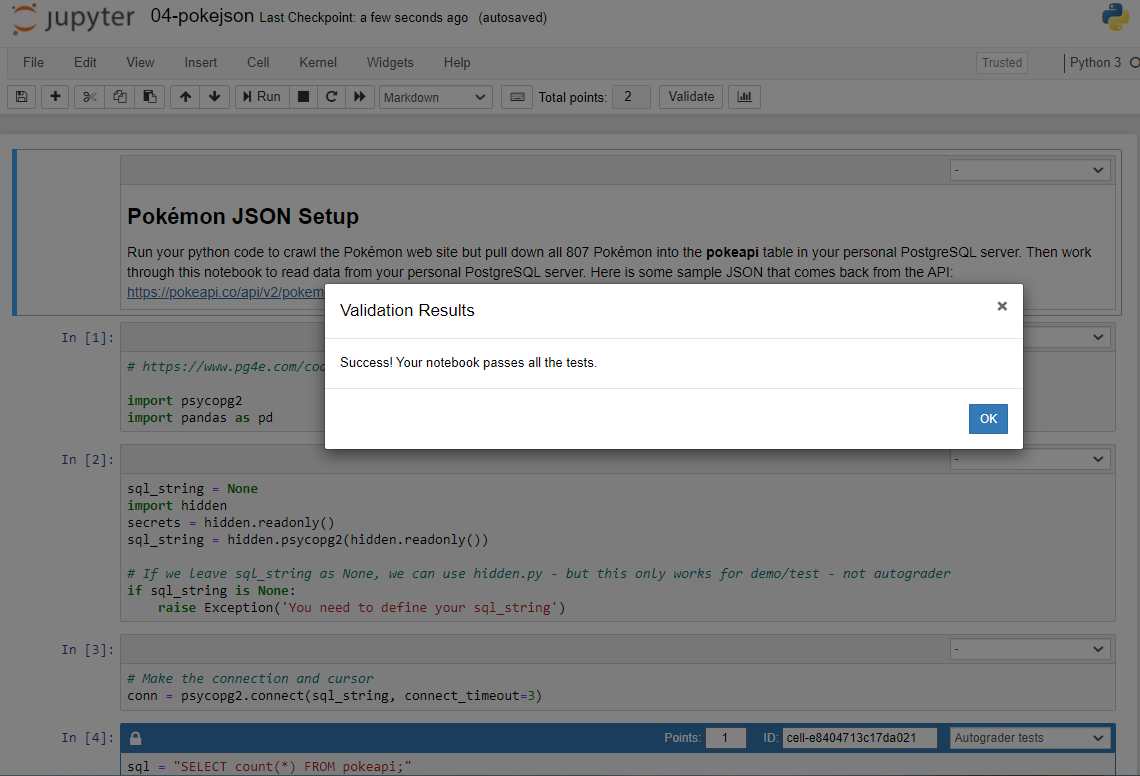 jupyter 04-pokejson Last Checkpoint: a few seconds ago (autosaved)
File Edit View Insert Cell Kernel Widgets Help Trusted Python 3
Run Markdown Total points: 2 Validate
-
Pokémon JSON Setup
Run your python code to crawl the Pokémon web site but pull down all 807 Pokémon into the pokeapi table in your personal PostgreSQL server. Then work
through this notebook to read data from your personal PostgreSQL server. Here is some sample JSON that comes back from the API:
https://pokeapi.co/api/v2/pokem
Validation Results ×
Success! Your notebook passes all the tests.
OK
In [1]:
# https://www.pg4e.com/cod
import psycopg2
import pandas as pd
In [2]:
-
sql_string = None
import hidden
secrets = hidden.readonly()
sql_string = hidden.psycopg2(hidden.readonly())
# If we leave sql_string as None, we can use hidden.py - but this only works for demo/test - not autograder
if sql_string is None:
    raise Exception('You need to define your sql_string')
In [3]:
-
# Make the connection and cursor
conn = psycopg2.connect(sql_string, connect_timeout=3)
In [4]:
Points: 1 ID: cell-e8404713c17da021 Autograder tests
sql = "SELECT count(*) FROM pokeapi;"